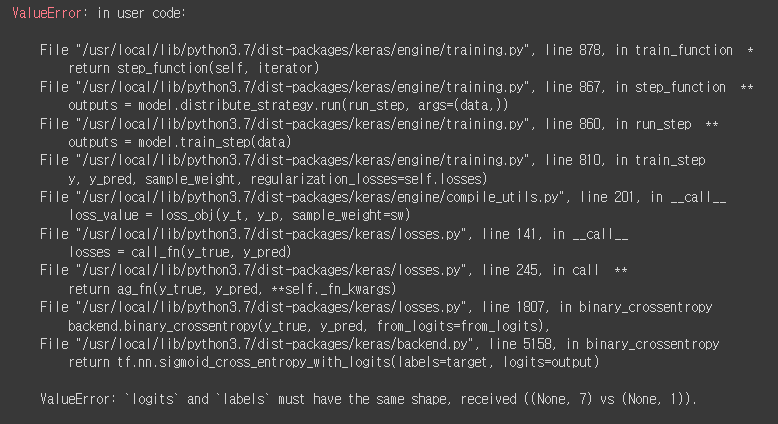 ValueError: in user code:
File "/usr/local/lib/python3.7/dist-packages/keras/engine/training.py", line 878, in train_function  *
return step_function(self, iterator)
File "/usr/local/lib/python3.7/dist-packages/keras/engine/training.py", line 867, in step_function  **
outputs = model.distribute_strategy.run(run_step, args=(data,))
File "/usr/local/lib/python3.7/dist-packages/keras/engine/training.py", line 860, in run_step  **
outputs = model.train_step(data)
File "/usr/local/lib/python3.7/dist-packages/keras/engine/training.py", line 810, in train_step
y, y_pred, sample_weight, regularization_losses=self.losses)
File "/usr/local/lib/python3.7/dist-packages/keras/engine/compile_utils.py", line 201, in __call__
loss_value = loss_obj(y_t, y_p, sample_weight=sw)
File "/usr/local/lib/python3.7/dist-packages/keras/losses.py", line 141, in __call__
losses = call_fn(y_true, y_pred)
File "/usr/local/lib/python3.7/dist-packages/keras/losses.py", line 245, in call  **
return ag_fn(y_true, y_pred, **self._fn_kwargs)
File "/usr/local/lib/python3.7/dist-packages/keras/losses.py", line 1807, in binary_crossentropy
backend.binary_crossentropy(y_true, y_pred, from_logits=from_logits),
File "/usr/local/lib/python3.7/dist-packages/keras/backend.py", line 5158, in binary_crossentropy
return tf.nn.sigmoid_cross_entropy_with_logits(labels=target, logits=output)
ValueError: `logits` and `labels` must have the same shape, received ((None, 7) vs (None, 1)).